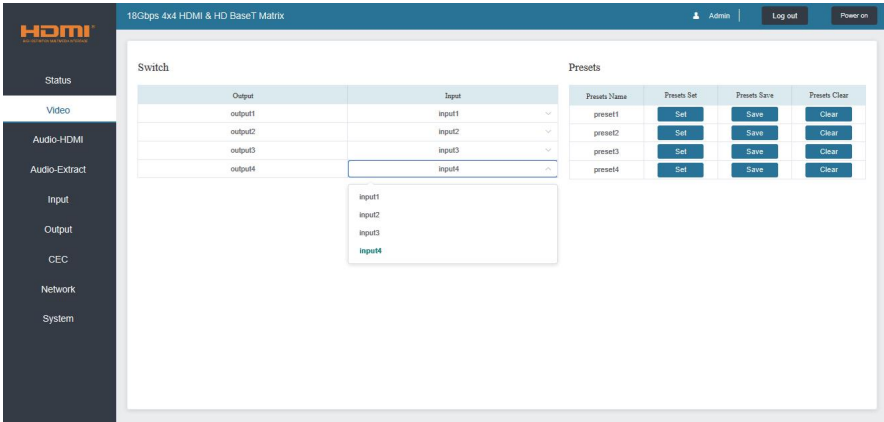 HDMI
18Gbps 4x4 HDMI & HD BaseT Matrix
Admin
Log out
Power on
Status
Video
Audio-HDMI
Audio-Extract
Input
Output
CEC
Network
System
Switch
Output Input
output1 input1
output2 input2
output3 input3
output4 input4
input1
input2
input3
input4
Presets
Presets Name Presets Set Presets Save Presets Clear
preset1 Set Save Clear
preset2 Set Save Clear
preset3 Set Save Clear
preset4 Set Save Clear